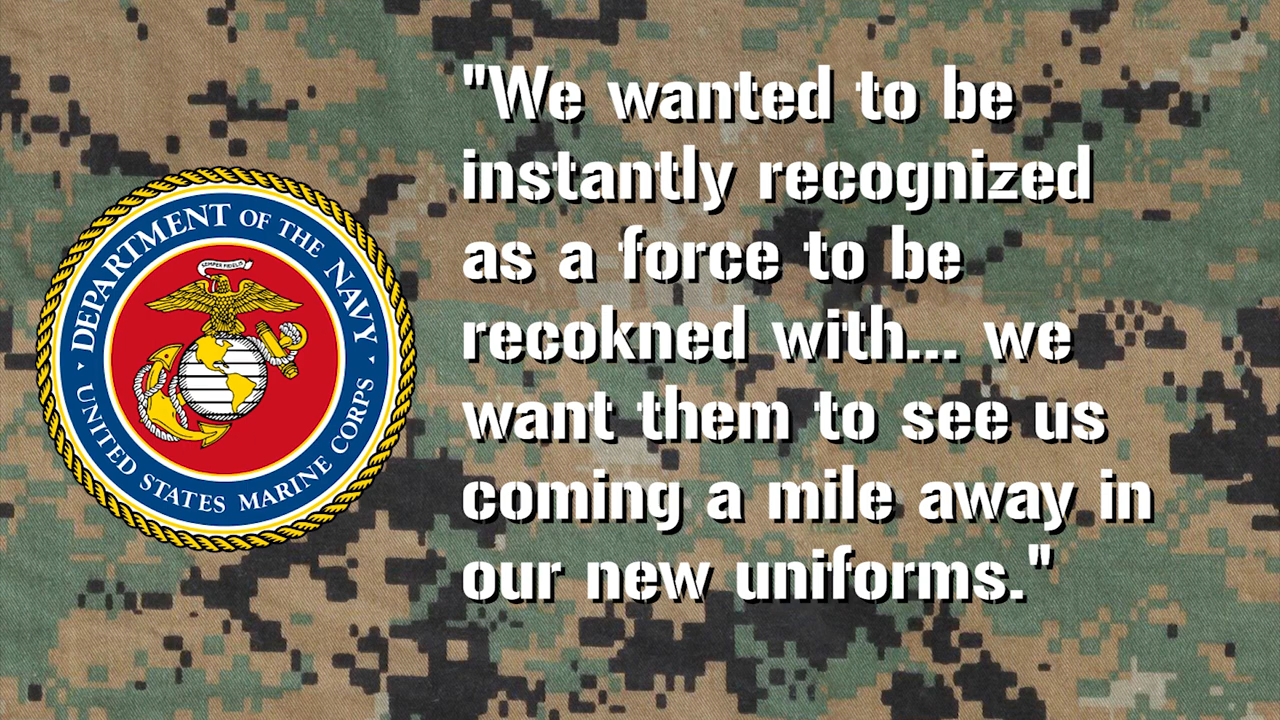 DEPARTMENT OF THE NAVY
UNITED STATES MARINE CORPS
SEMPER FIDELIS
"We wanted to be
instantly recognized
as a force to be
recokned with... we
want them to see us
coming a mile away in
our new uniforms."